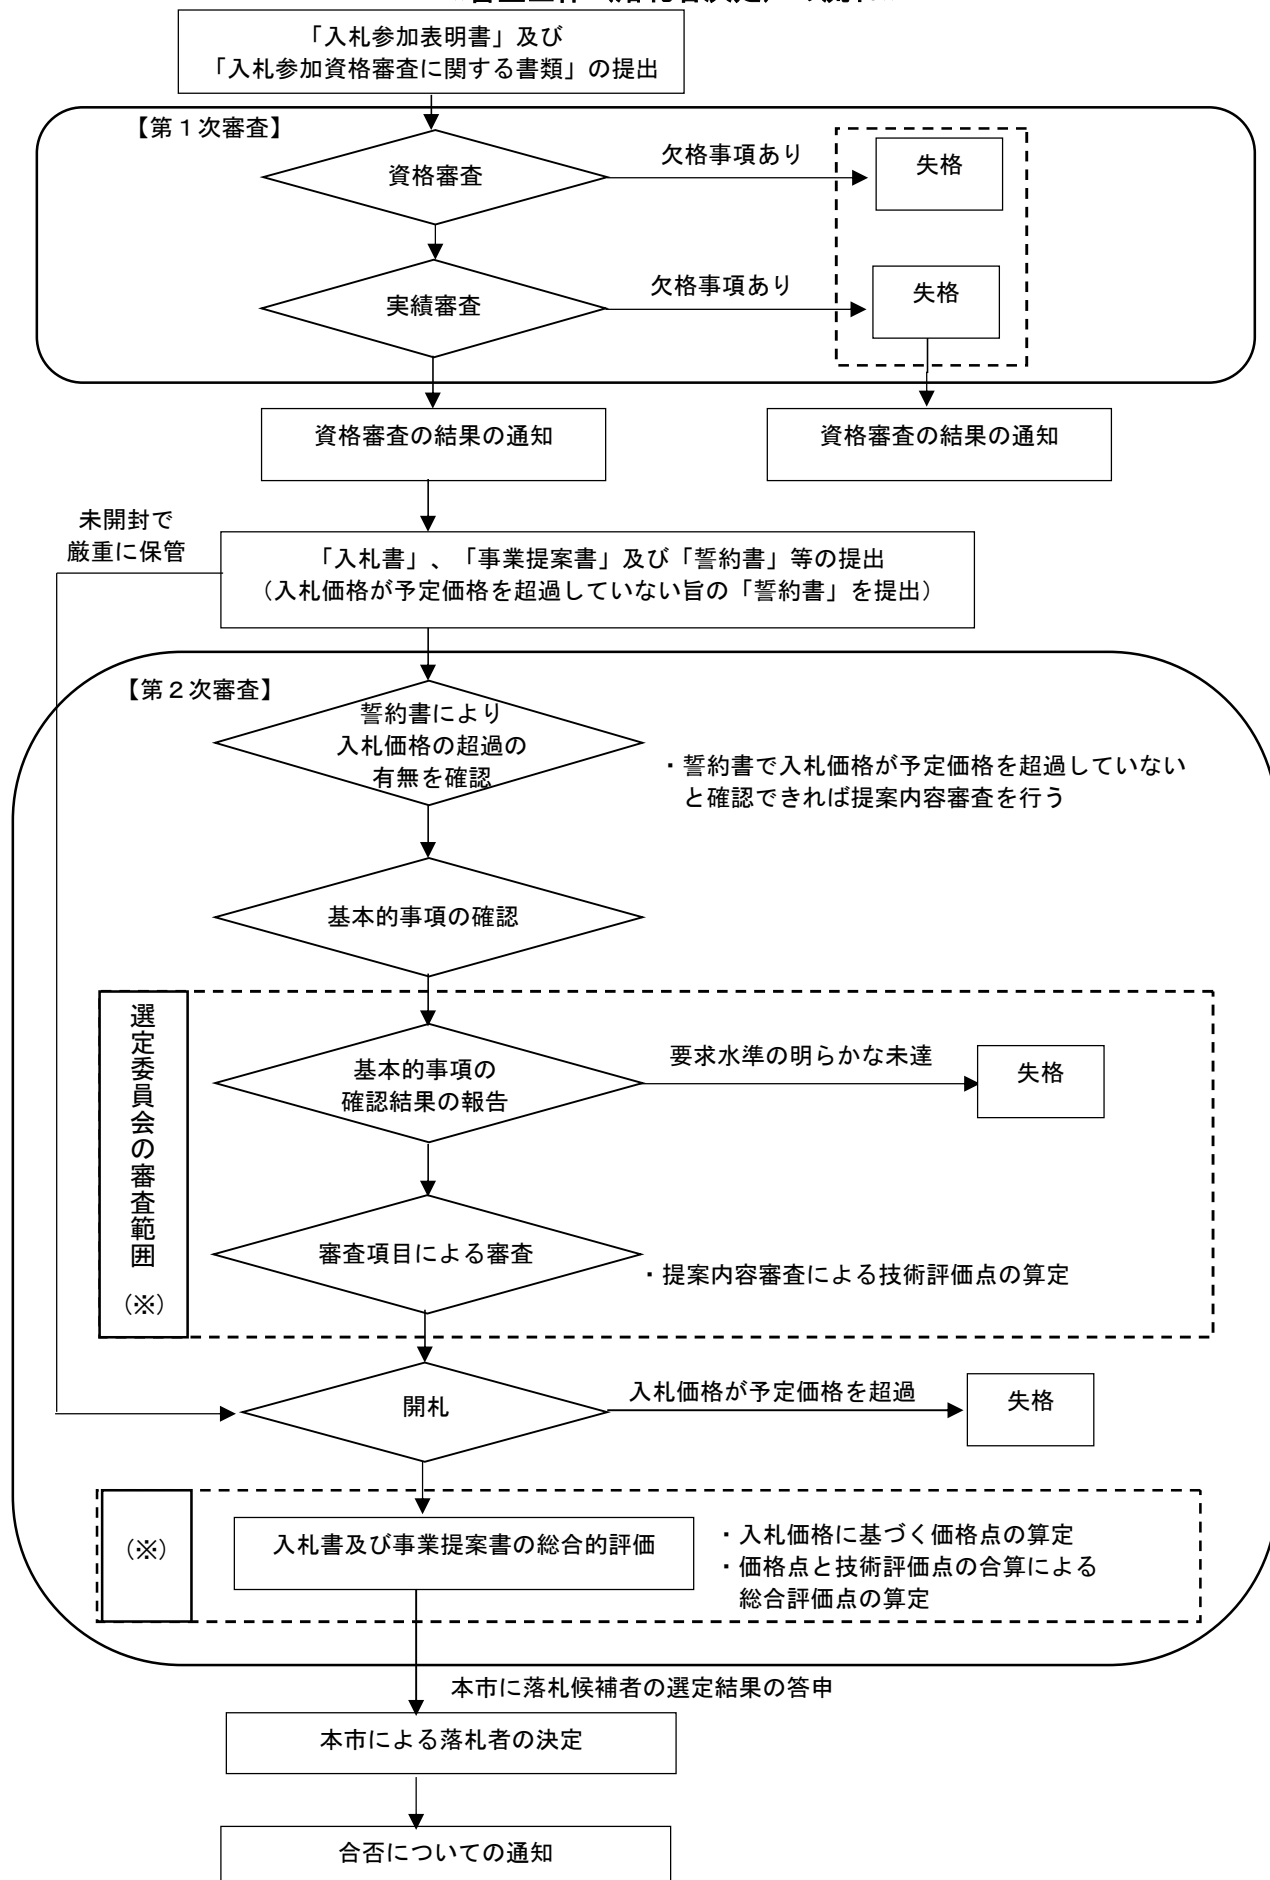 「入札参加表明書」及び
「入札参加資格審査に関する書類」の提出
【第１次審査】
資格審査
欠格事項あり
失格
実績審査
欠格事項あり
失格
資格審査の結果の通知
資格審査の結果の通知
未開封で
厳重に保管
「入札書」、「事業提案書」及び「誓約書」等の提出
（入札価格が予定価格を超過していない旨の「誓約書」を提出）
【第２次審査】
誓約書により
入札価格の超過の
有無を確認
・誓約書で入札価格が予定価格を超過していない
と確認できれば提案内容審査を行う
基本的事項の確認
選定委員会の審査範囲
（※）
基本的事項の
確認結果の報告
要求水準の明らかな未達
失格
審査項目による審査
・提案内容審査による技術評価点の算定
開札
入札価格が予定価格を超過
失格
（※）
入札書及び事業提案書の総合的評価
・入札価格に基づく価格点の算定
・価格点と技術評価点の合算による
総合評価点の算定
本市に落札候補者の選定結果の答申
本市による落札者の決定
合否についての通知